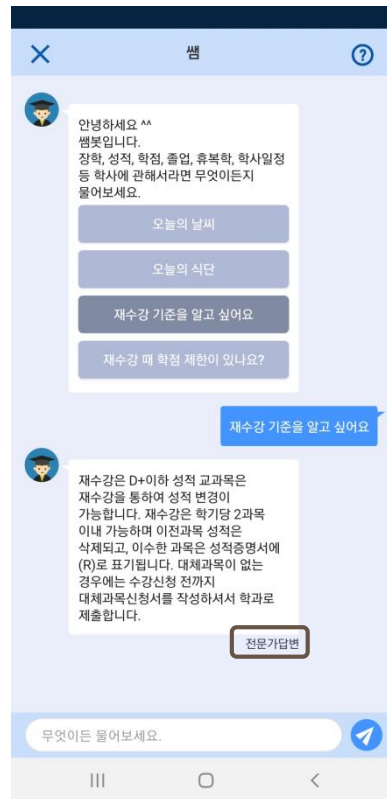 쌤
안녕하세요 ^^
쌤봇입니다.
장학, 성적, 학점, 졸업, 휴복학, 학사일정
등 학사에 관해서라면 무엇이든지
물어보세요.
오늘의 날씨
오늘의 식단
재수강 기준을 알고 싶어요
재수강 때 학점 제한이 있나요?
재수강 기준을 알고 싶어요
재수강은 D+이하 성적 교과목은
재수강을 통하여 성적 변경이
가능합니다. 재수강은 학기당 2과목
이내 가능하며 이전과목 성적은
삭제되고, 이수한 과목은 성적증명서에
(R)로 표기됩니다. 대체과목이 없는
경우에는 수강신청 전까지
대체과목신청서를 작성하셔서 학과로
제출합니다.
전문가답변
무엇이든 물어보세요.